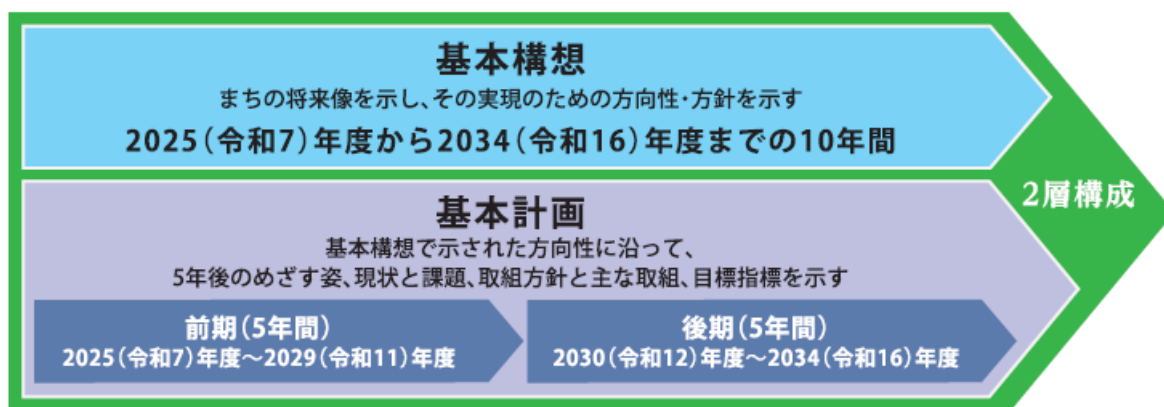 基本構想
まちの将来像を示し、その実現のための方向性・方針を示す
2025（令和7）年度から2034（令和16）年度までの10年間
2層構成
基本計画
基本構想で示された方向性に沿って、
5年後のめざす姿、現状と課題、取組方針と主な取組、目標指標を示す
前期（5年間）
2025（令和7）年度～2029（令和11）年度
後期（5年間）
2030（令和12）年度～2034（令和16）年度